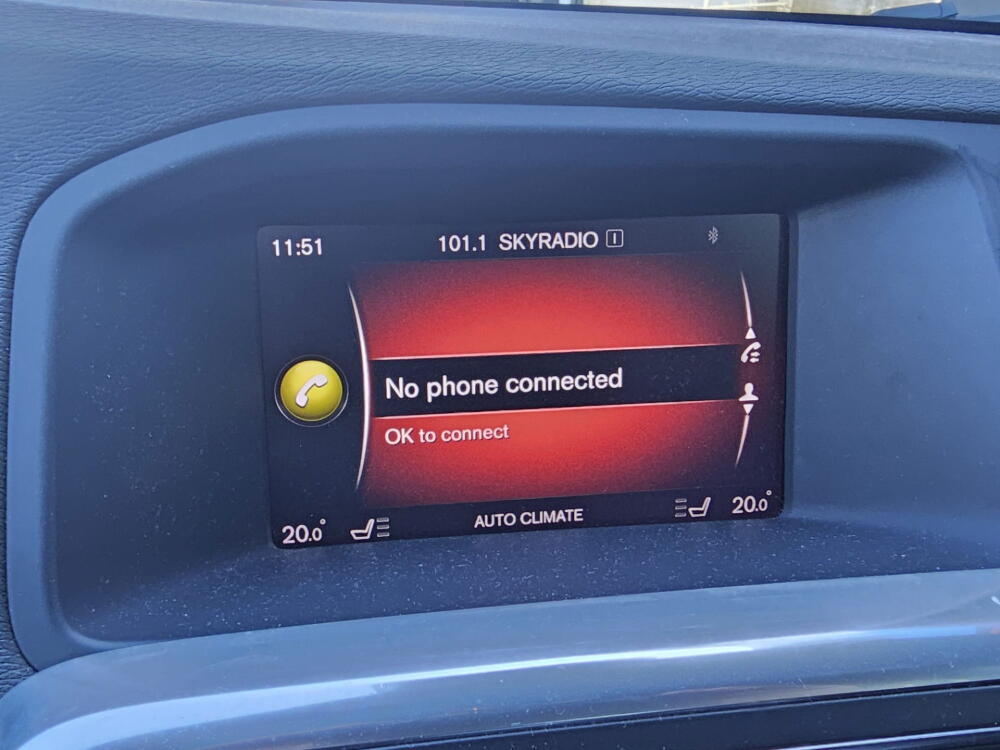 11:51
101.1 SKYRADIO I
No phone connected
OK to connect
20.0°
AUTO CLIMATE
20.0°